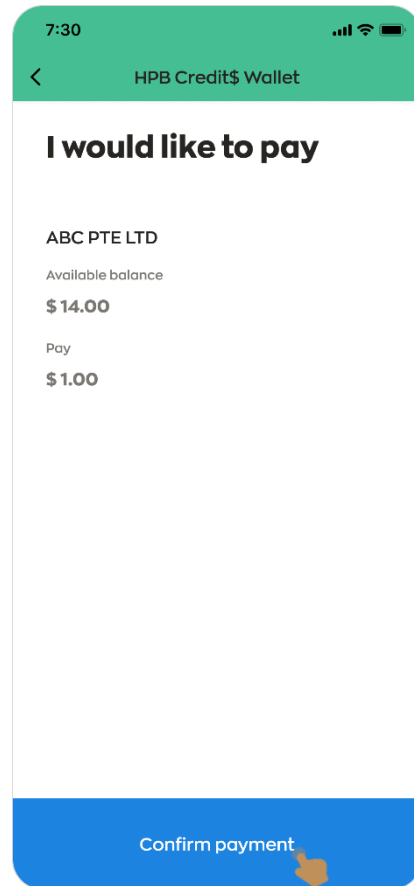 7:30
HPB Credit$ Wallet
I would like to pay
ABC PTE LTD
Available balance
$ 14.00
Pay
$ 1.00
Confirm payment